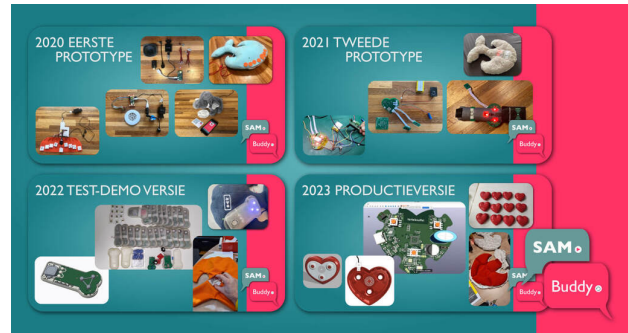 2020 EERSTE
PROTOTYPE
SAM
Buddy
2021 TWEEDE
PROTOTYPE
SAM
Buddy
2022 TEST-DEMO VERSIE
SAM
Buddy
2023 PRODUCTIEVERSIE
SAM
Buddy
SAM
Buddy